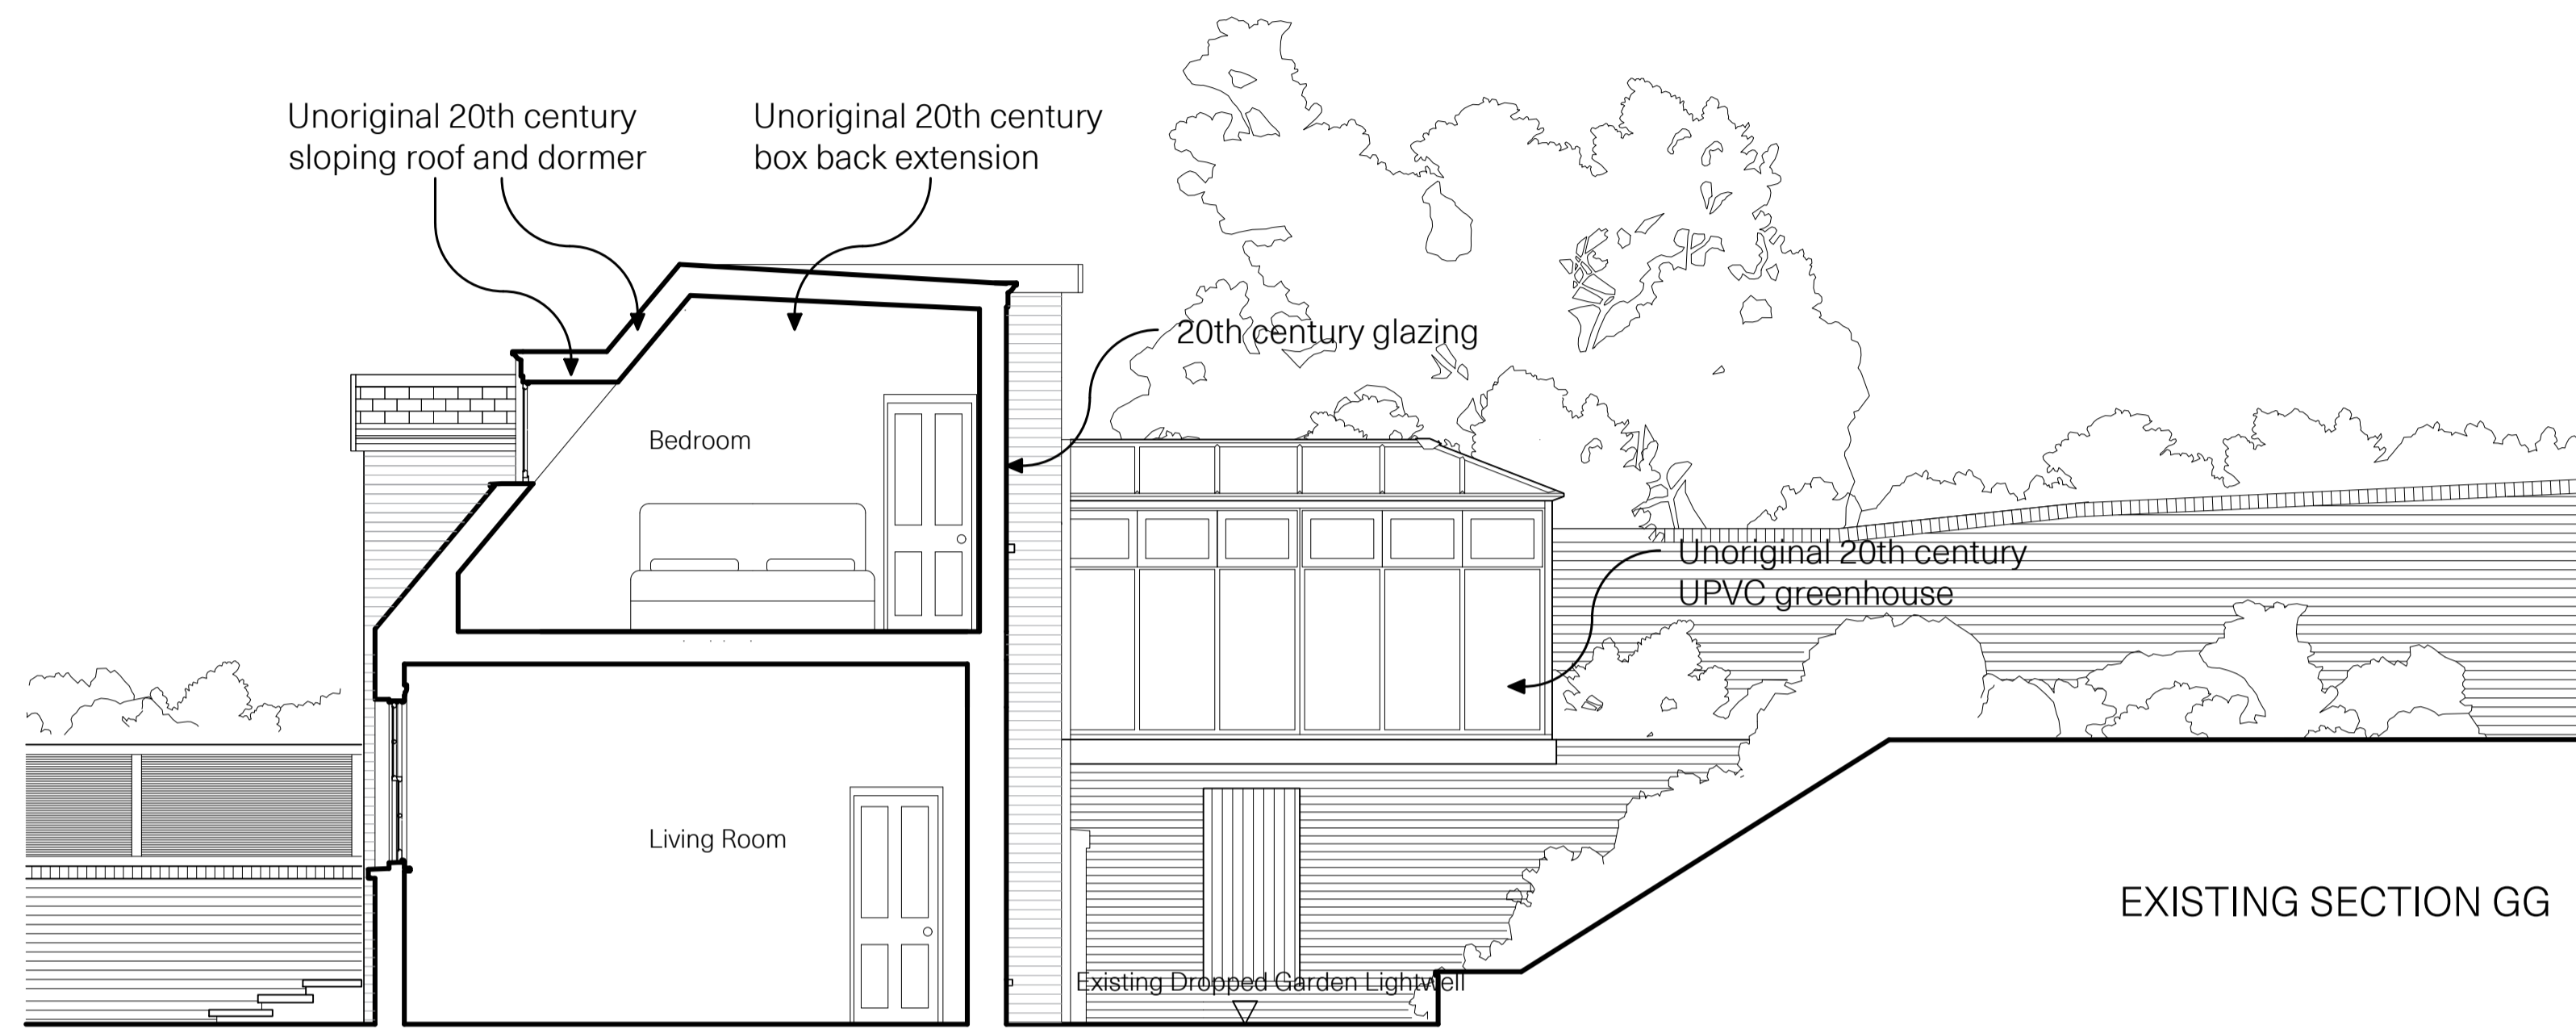 Unoriginal 20th century
sloping roof and dormer
Unoriginal 20th century
box back extension
20th century glazing
Bedroom
Unoriginal 20th century
UPVC greenhouse
Living Room
EXISTING SECTION GG
Existing Dropped Garden Lightwell